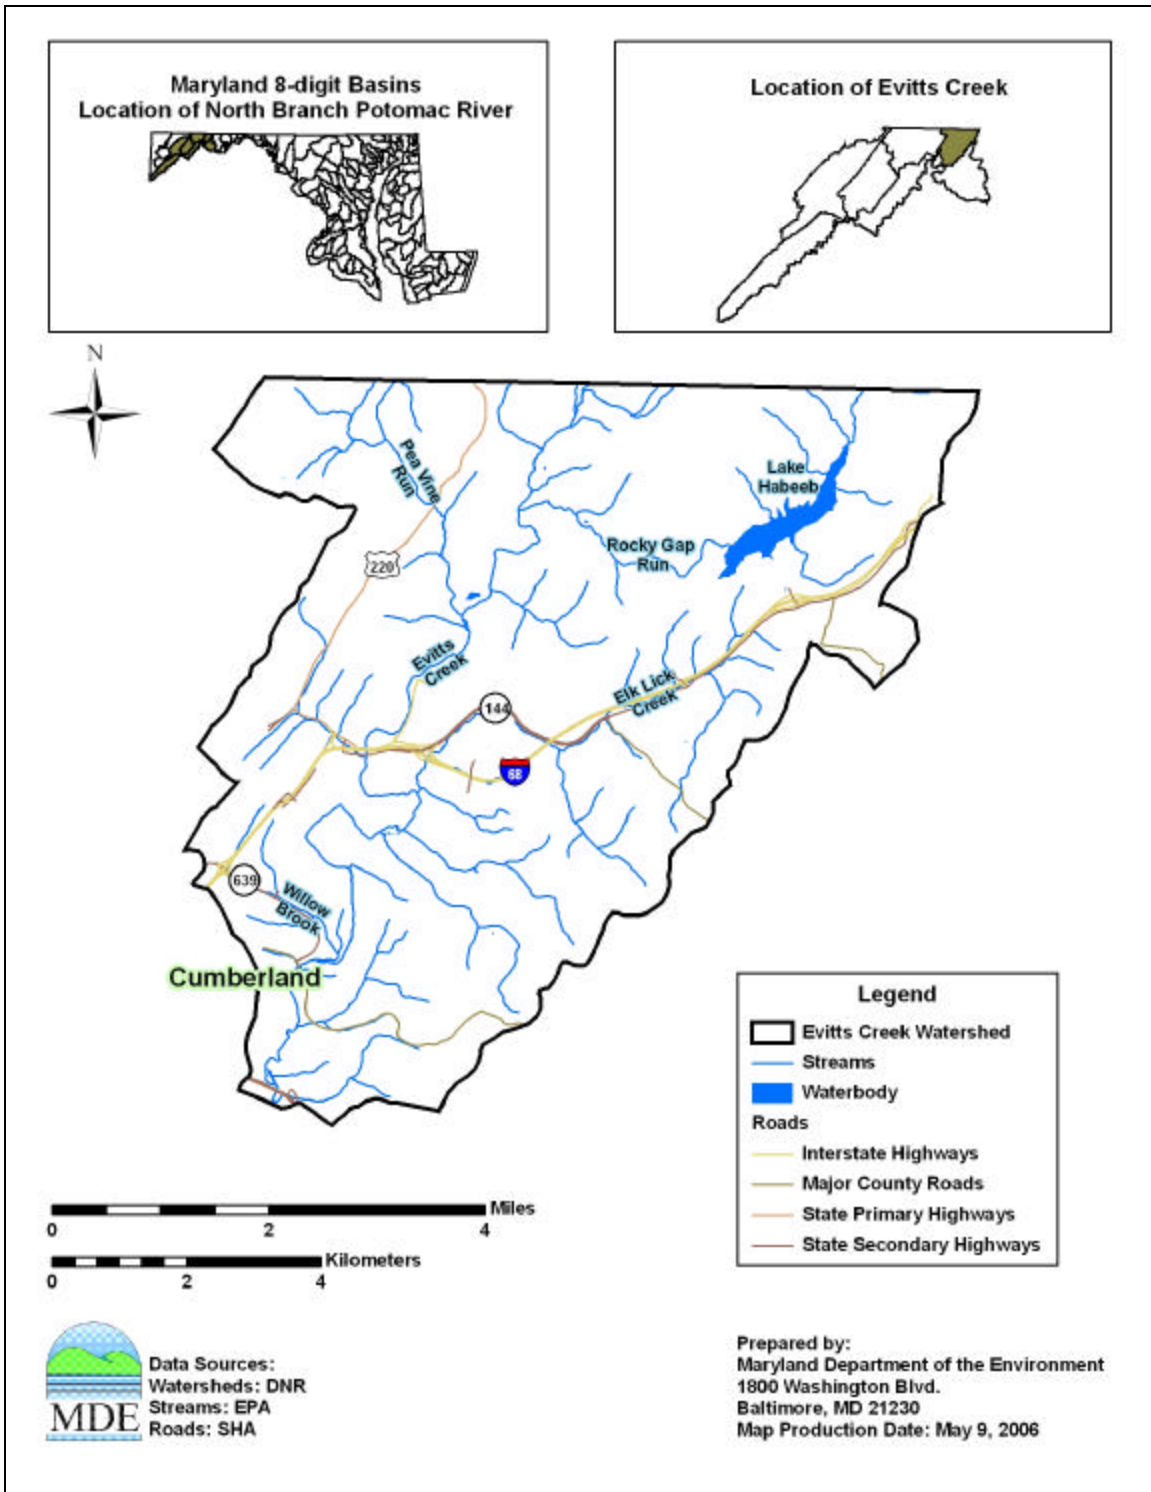 Maryland 8-digit Basins
Location of North Branch Potomac River
Location of Evitts Creek
N
Pea Vine
Run
Lake
Habeeb
Rocky Gap
Run
220
Evitts
Creek
Elk Lick
Creek
144
68
639
Willow
Brook
Cumberland
Legend
Evitts Creek Watershed
Streams
Waterbody
Roads
Interstate Highways
Major County Roads
State Primary Highways
State Secondary Highways
Miles
0 2 4
Kilometers
0 2 4
MDE
Data Sources:
Watersheds: DNR
Streams: EPA
Roads: SHA
Prepared by:
Maryland Department of the Environment
1800 Washington Blvd.
Baltimore, MD 21230
Map Production Date: May 9, 2006